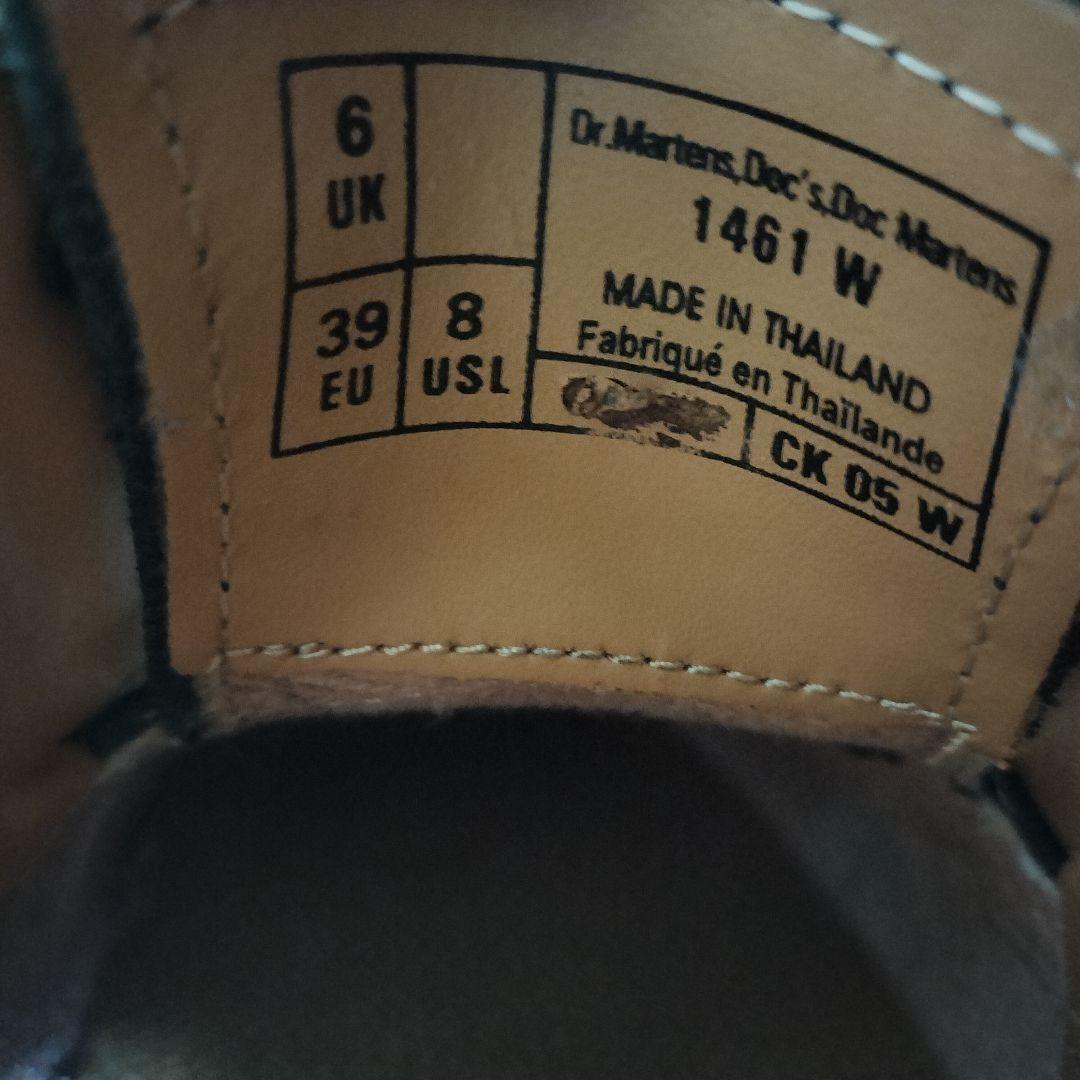 6
UK
39
EU
8
USL
Dr.Martens,Doc's,Doc Martens
1461 W
MADE IN THAILAND
Fabriqué en Thaïlande
CK 05 W